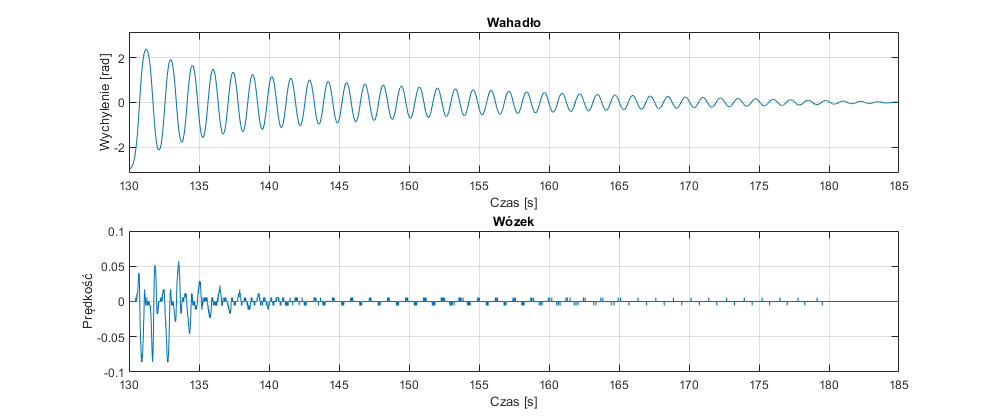 Wahadło
Wychylenie [rad]
2
0
-2
130 135 140 145 150 155 160 165 170 175 180 185
Czas [s]
Wózek
Prędkość
0.1
0.05
0
-0.05
-0.1
130 135 140 145 150 155 160 165 170 175 180 185
Czas [s]